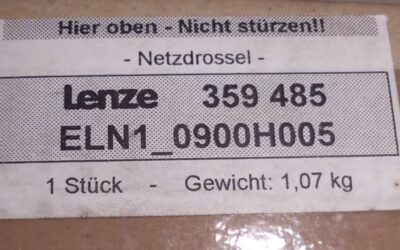 Hier oben - Nicht stürzen!!
- Netzdrossel -
Lenze 359 485
ELN1_0900H005
1 Stück - Gewicht: 1,07 kg